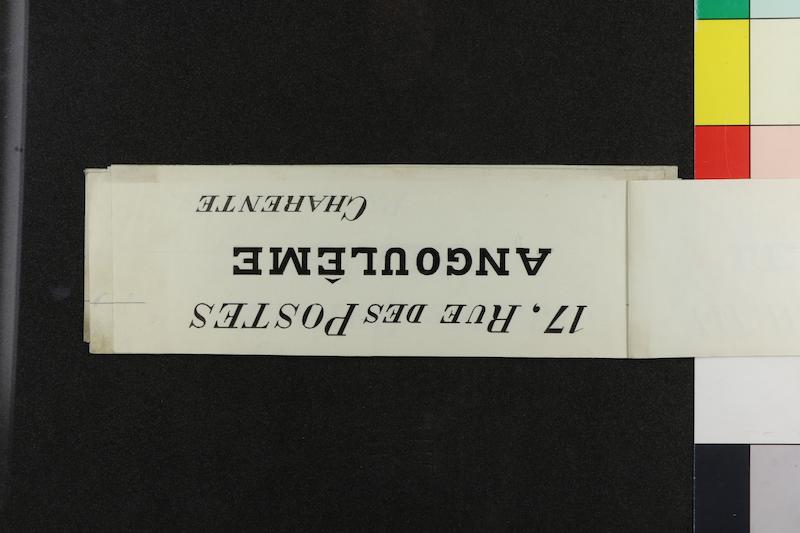 17, RUE DES POSTES
ANGOULÊME
CHARENTE